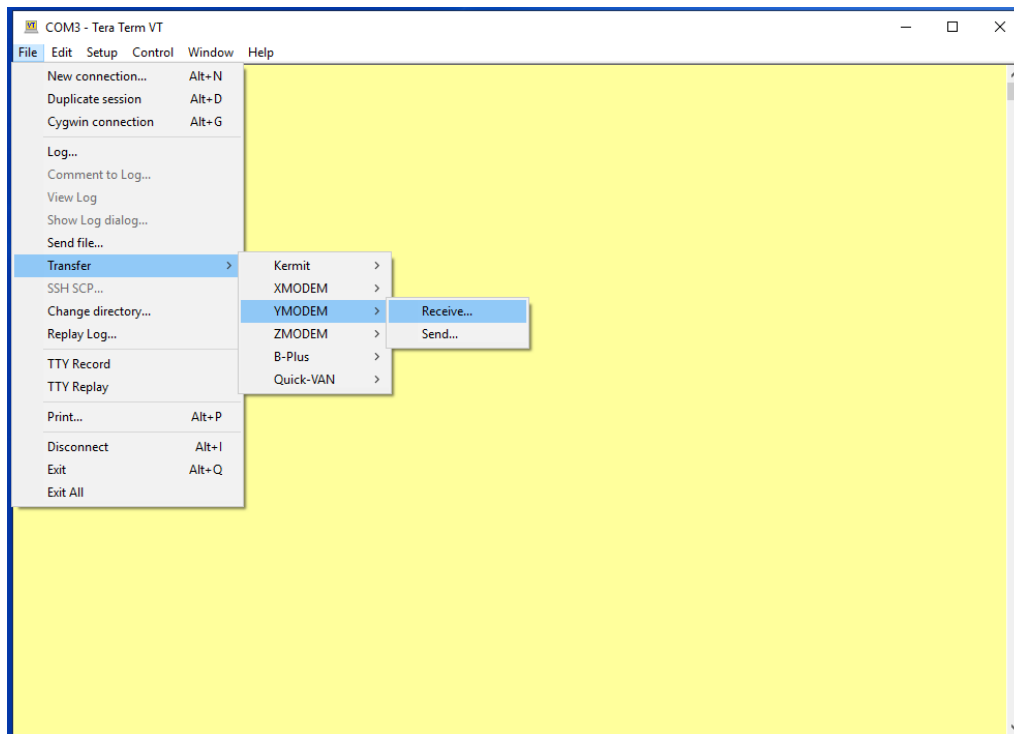 COM3 - Tera Term VT
File Edit Setup Control Window Help
New connection... Alt+N
Duplicate session Alt+D
Cygwin connection Alt+G
Log...
Comment to Log...
View Log
Show Log dialog...
Send file...
Transfer >
SSH SCP...
Change directory...
Replay Log...
TTY Record
TTY Replay
Print... Alt+P
Disconnect Alt+I
Exit Alt+Q
Exit All
Kermit >
XMODEM >
YMODEM >
ZMODEM >
B-Plus >
Quick-VAN >
Receive...
Send...